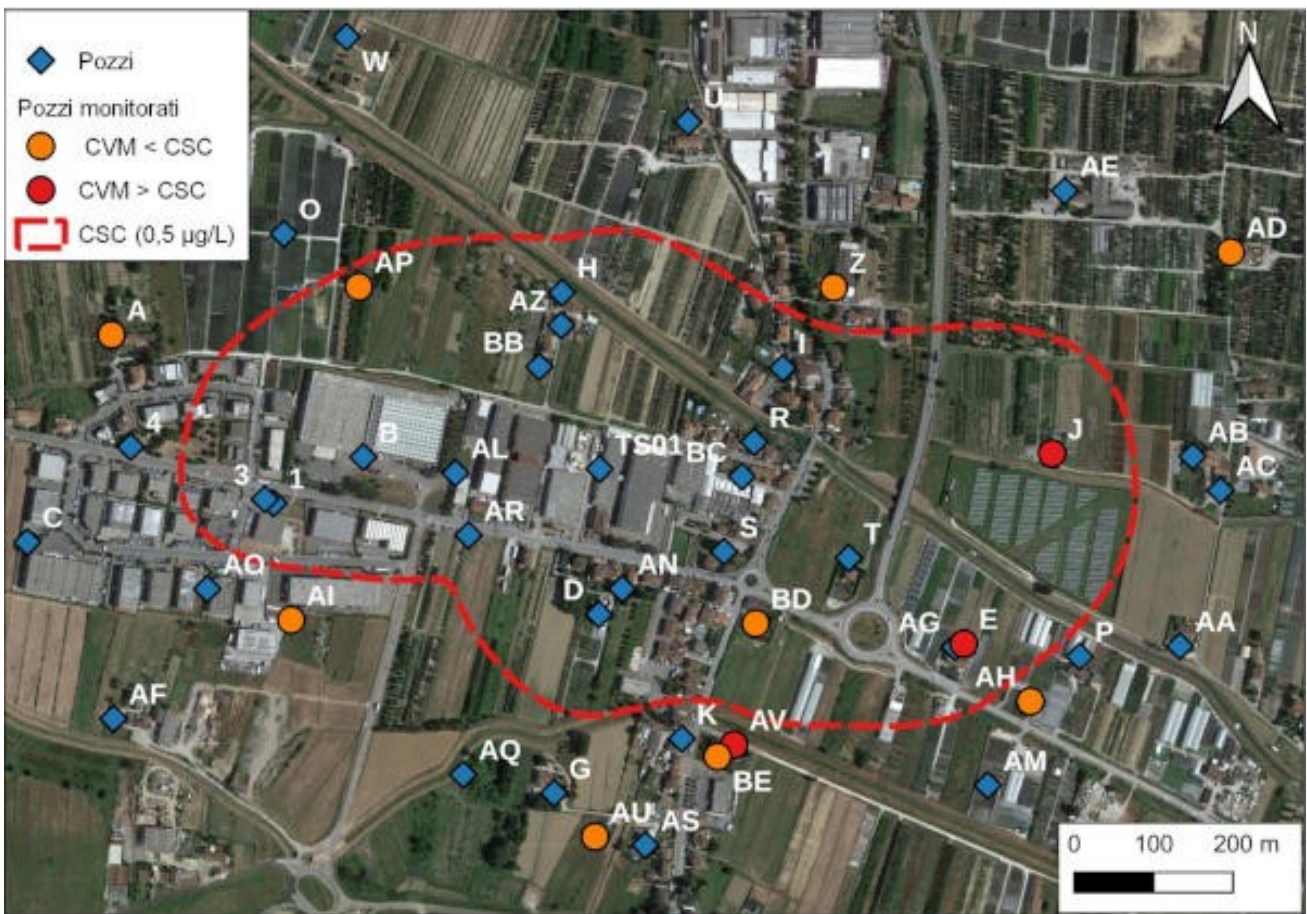 Pozzi
Pozzi monitorati
CVM < CSC
CVM > CSC
CSC (0,5 µg/L)
N
W
U
AE
O
AD
AP
H
Z
A
AZ
BB
I
R
J
4
B
AL
TS01
BC
AB
AC
3
1
AR
S
T
C
AO
AN
D
AI
BD
AG
E
P
AA
AH
AF
K
AV
BE
AQ
G
AM
AU
AS
0 100 200 m